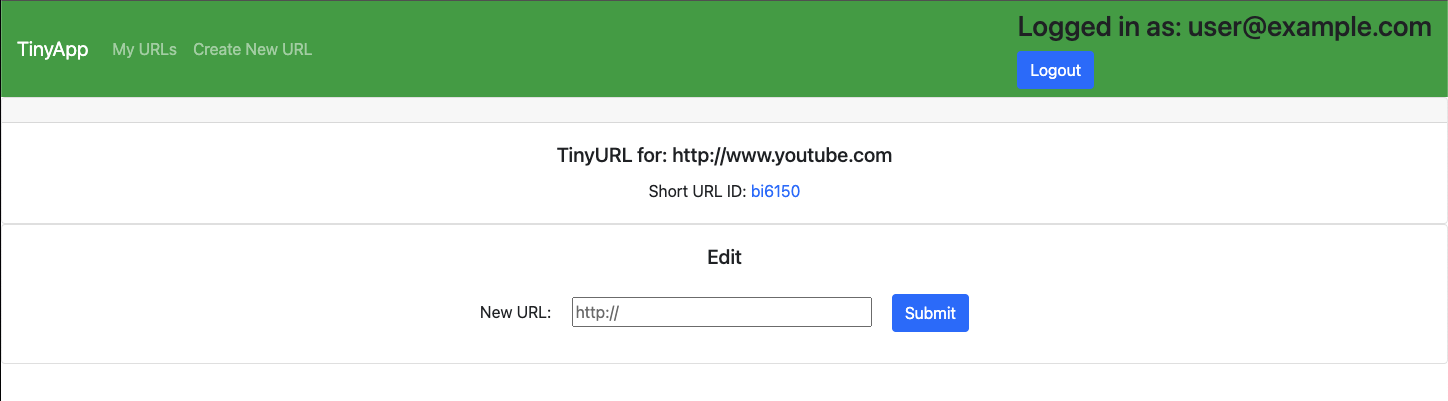 TinyApp My URLs Create New URL
Logged in as: user@example.com
Logout
TinyURL for: http://www.youtube.com
Short URL ID: bi6150
Edit
New URL: http:// Submit